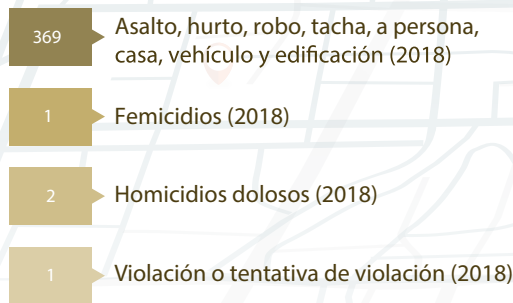 369
Asalto, hurto, robo, tacha, a persona,
casa, vehículo y edificación (2018)
1
Femicidios (2018)
2
Homicidios dolosos (2018)
1
Violación o tentativa de violación (2018)